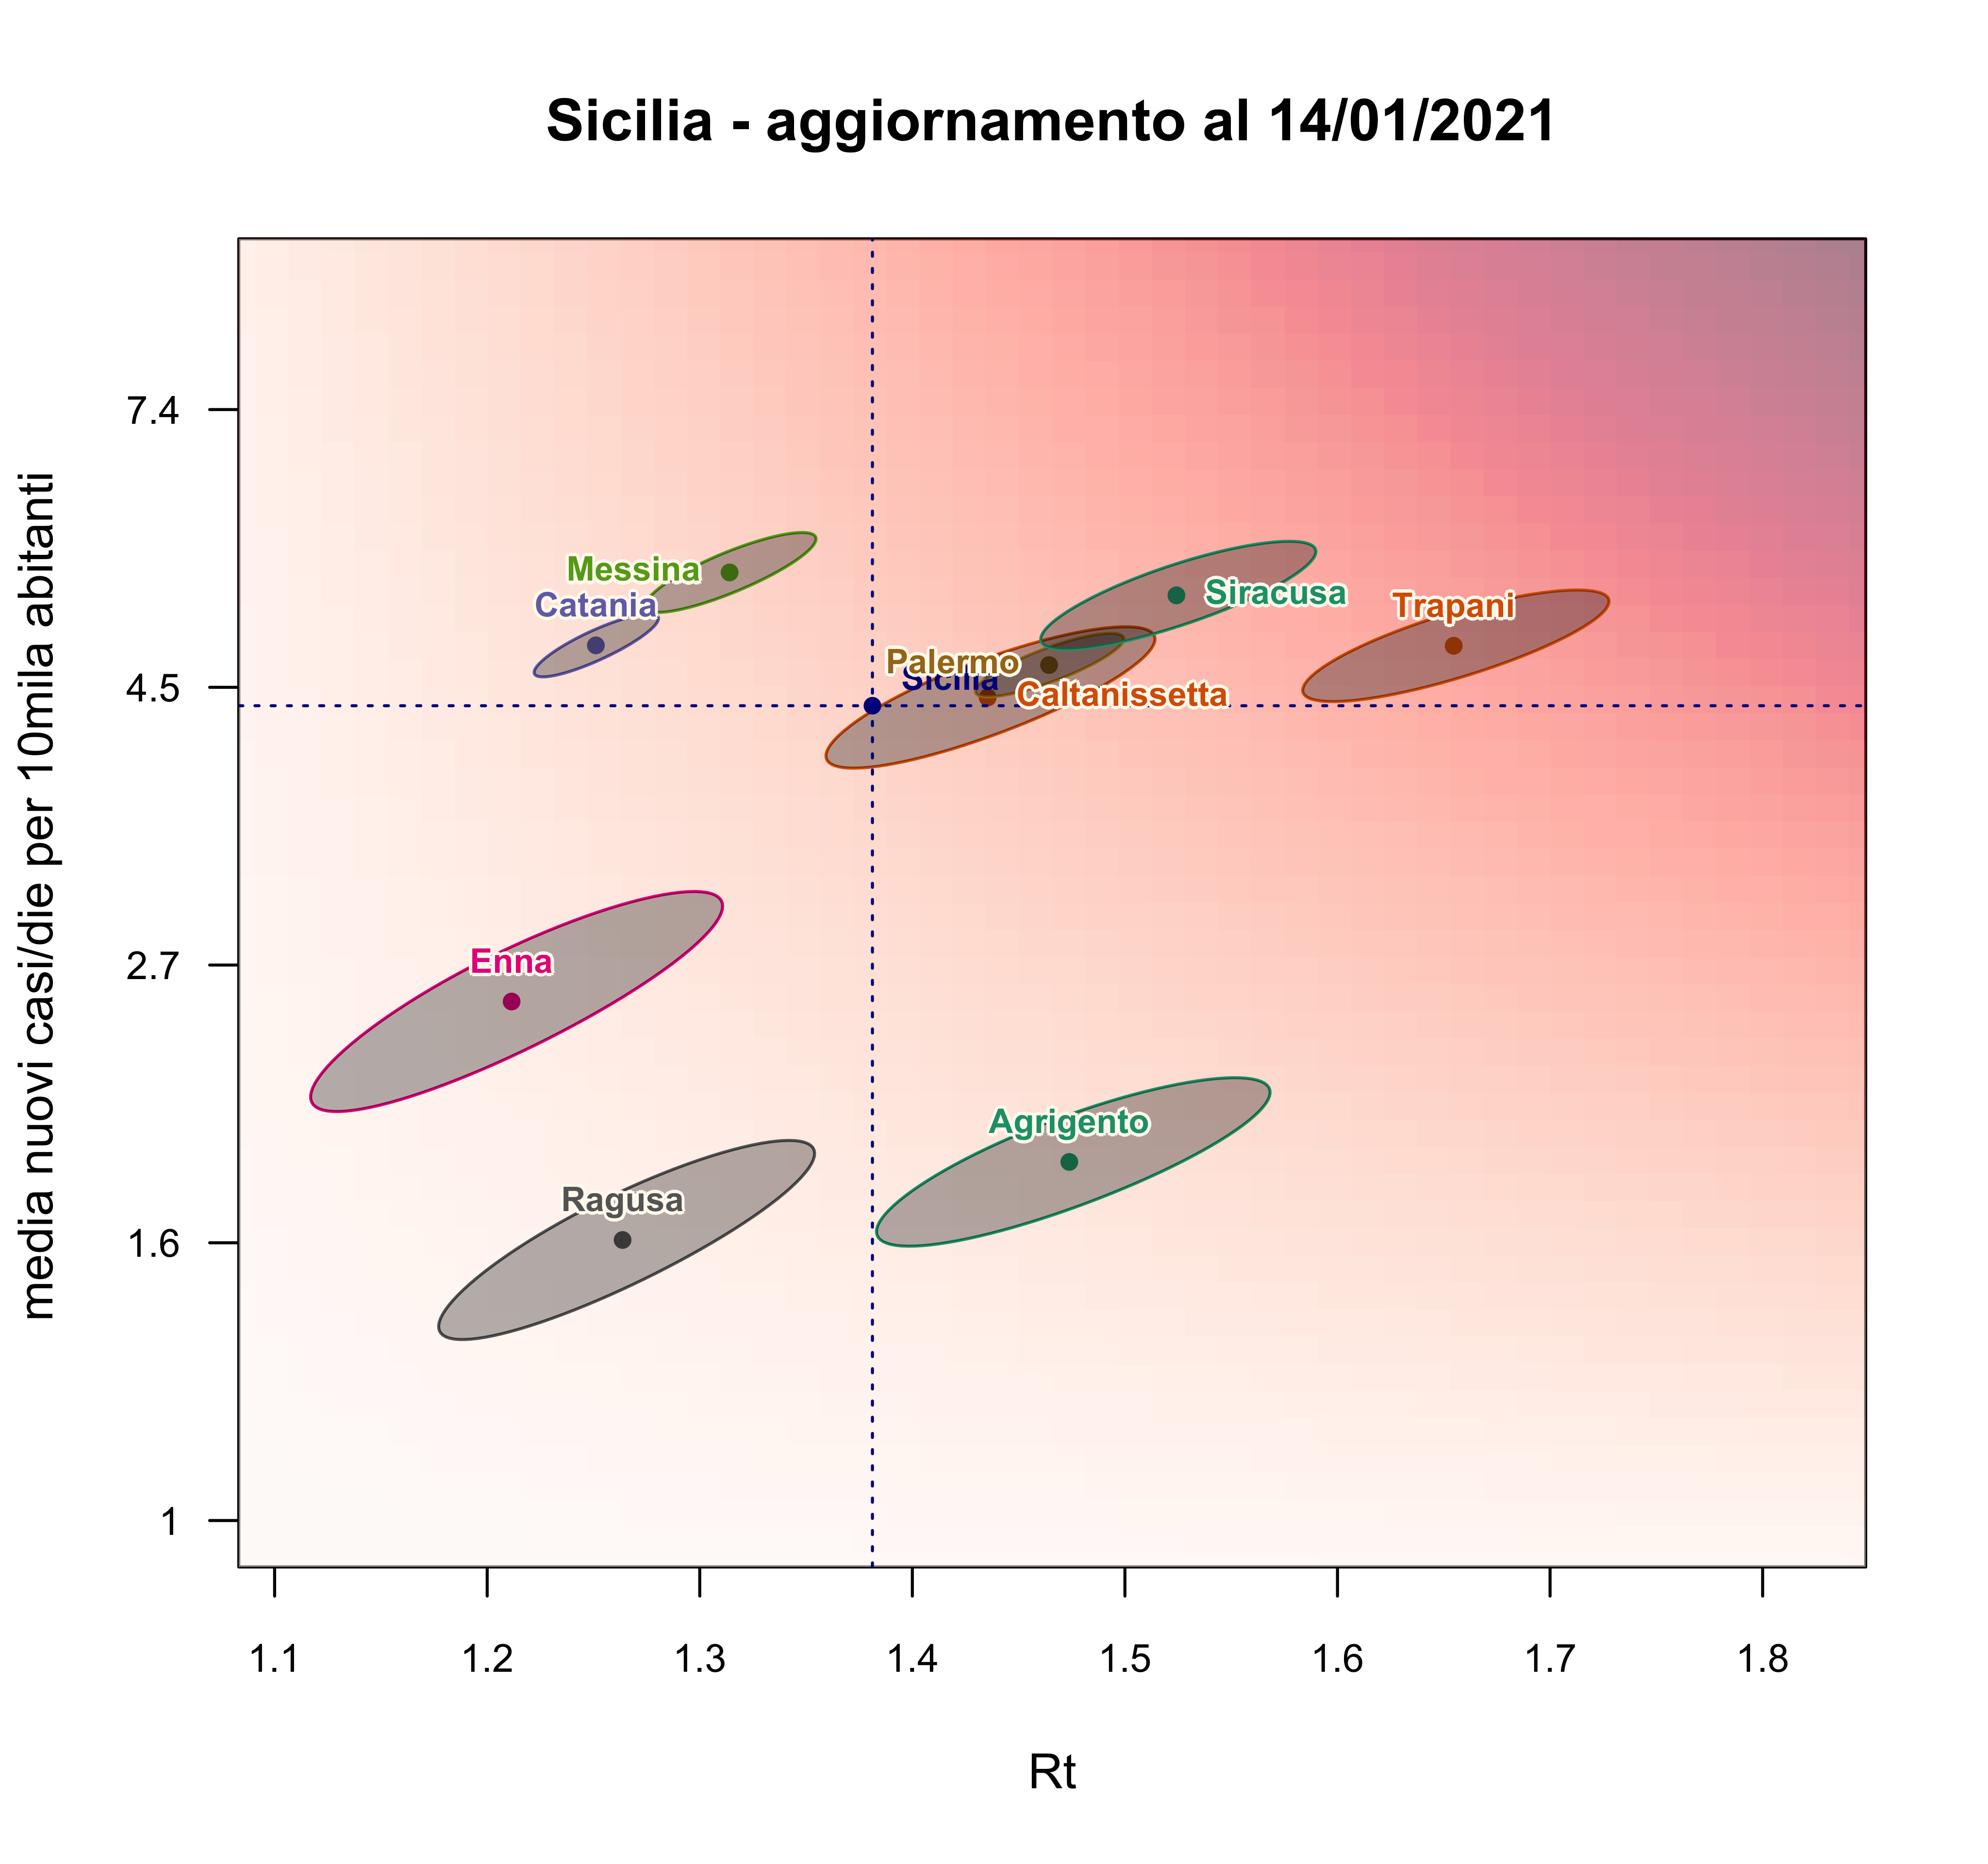 Sicilia - aggiornamento al 14/01/2021
media nuovi casi/die per 10mila abitanti
7.4
4.5
2.7
1.6
1
Messina
Catania
Siracusa
Trapani
Palermo
Sicilia
Caltanissetta
Enna
Agrigento
Ragusa
1.1 1.2 1.3 1.4 1.5 1.6 1.7 1.8
Rt